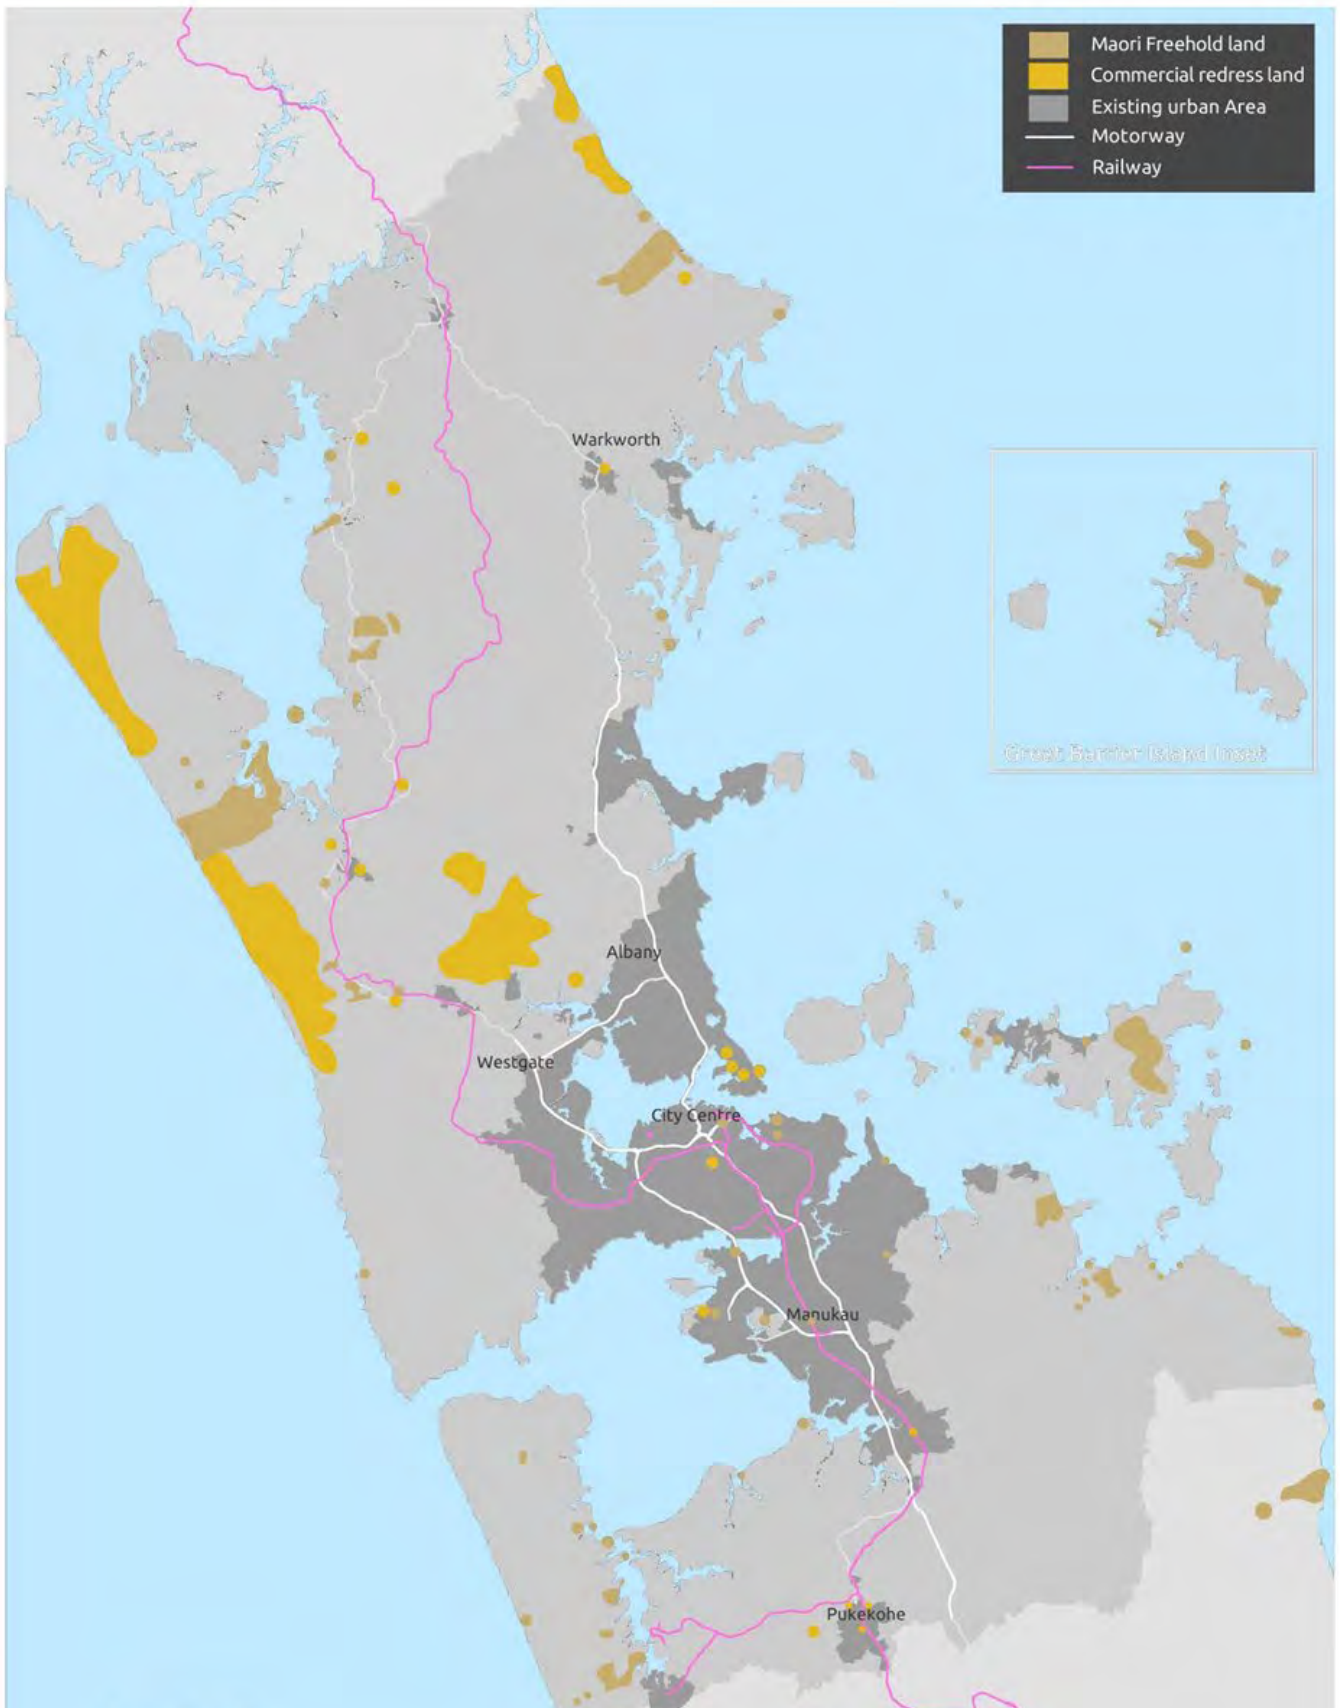 Maori Freehold land
Commercial redress land
Existing urban Area
Motorway
Railway
Warkworth
Great Barrier Island Inset
Albany
Westgate
City Centre
Manukau
Pukekohe